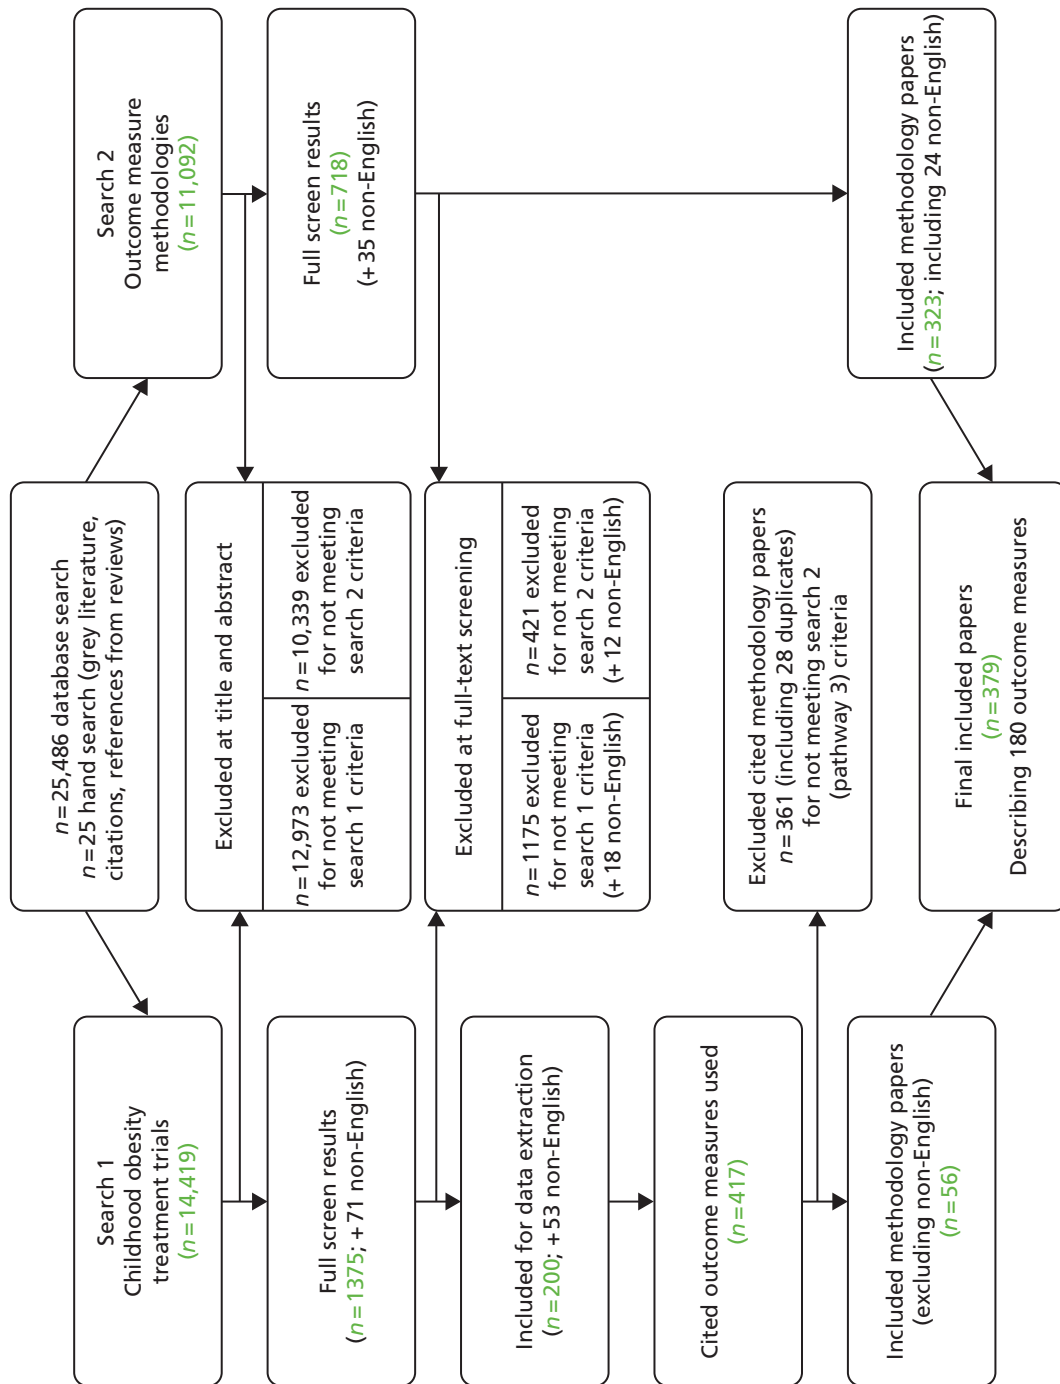 n=25,486 database search
n=25 hand search (grey literature,
citations, references from reviews)
Search 1
Childhood obesity
treatment trials
(n=14,419)
Search 2
Outcome measure
methodologies
(n=11,092)
Excluded at title and abstract
n=12,973 excluded
for not meeting
search 1 criteria
n=10,339 excluded
for not meeting
search 2 criteria
Full screen results
(n=1375; +71 non-English)
Full screen results
(n=718)
(+35 non-English)
Excluded at full-text screening
n=1175 excluded
for not meeting
search 1 criteria
(+18 non-English)
n=421 excluded
for not meeting
search 2 criteria
(+12 non-English)
Included for data extraction
(n=200; +53 non-English)
Cited outcome measures used
(n=417)
Excluded cited methodology papers
n=361 (including 28 duplicates)
for not meeting search 2
(pathway 3) criteria
Included methodology papers
(excluding non-English)
(n=56)
Included methodology papers
(n=323; including 24 non-English)
Final included papers
(n=379)
Describing 180 outcome measures